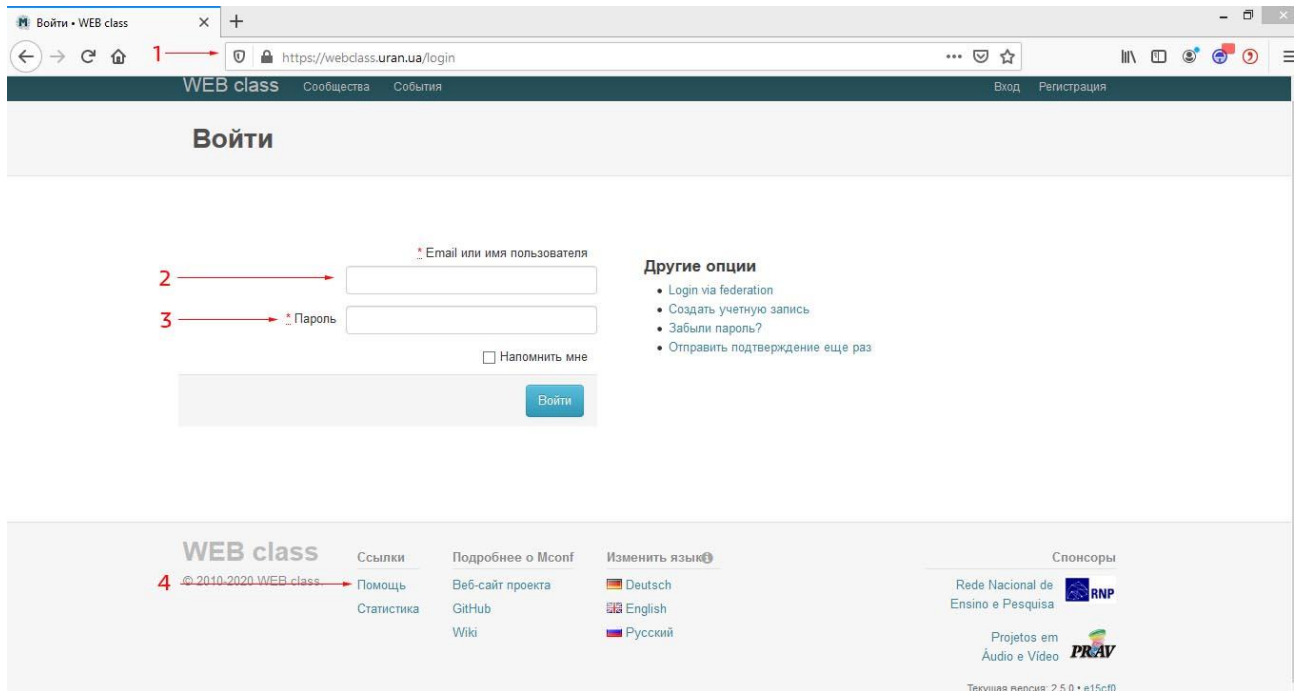 Войти • WEB class
1
https://webclass.uran.ua/login
WEB class Сообщества События Вход Регистрация
Войти
* Email или имя пользователя
2
3
* Пароль
Напомнить мне
Войти
Другие опции
Login via federation
Создать учетную запись
Забыли пароль?
Отправить подтверждение еще раз
WEB class
© 2010-2020 WEB class.
4
Ссылки
Помощь
Статистика
Подробнее о Mconf
Веб-сайт проекта
GitHub
Wiki
Изменить язык
Deutsch
English
Русский
Спонсоры
Rede Nacional de
Ensino e Pesquisa
RNP
Projetos em
Áudio e Vídeo
PRAV
Текущая версия: 2.5.0 • e15cf0